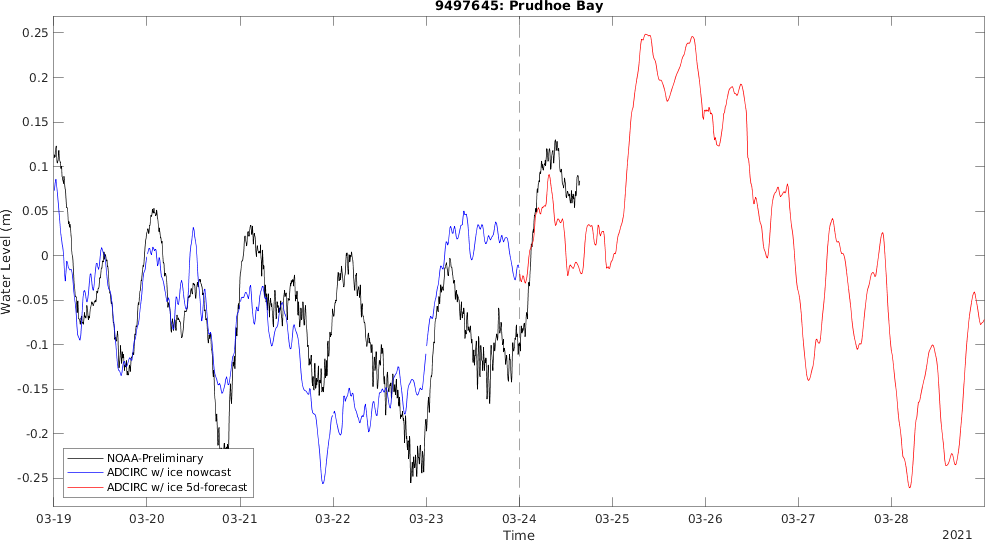 9497645: Prudhoe Bay
Water Level (m)
0.25
0.2
0.15
0.1
0.05
0
-0.05
-0.1
-0.15
-0.2
-0.25
NOAA-Preliminary
ADCIRC w/ ice nowcast
ADCIRC w/ ice 5d-forecast
03-19 03-20 03-21 03-22 03-23 03-24 03-25 03-26 03-27 03-28
Time
2021